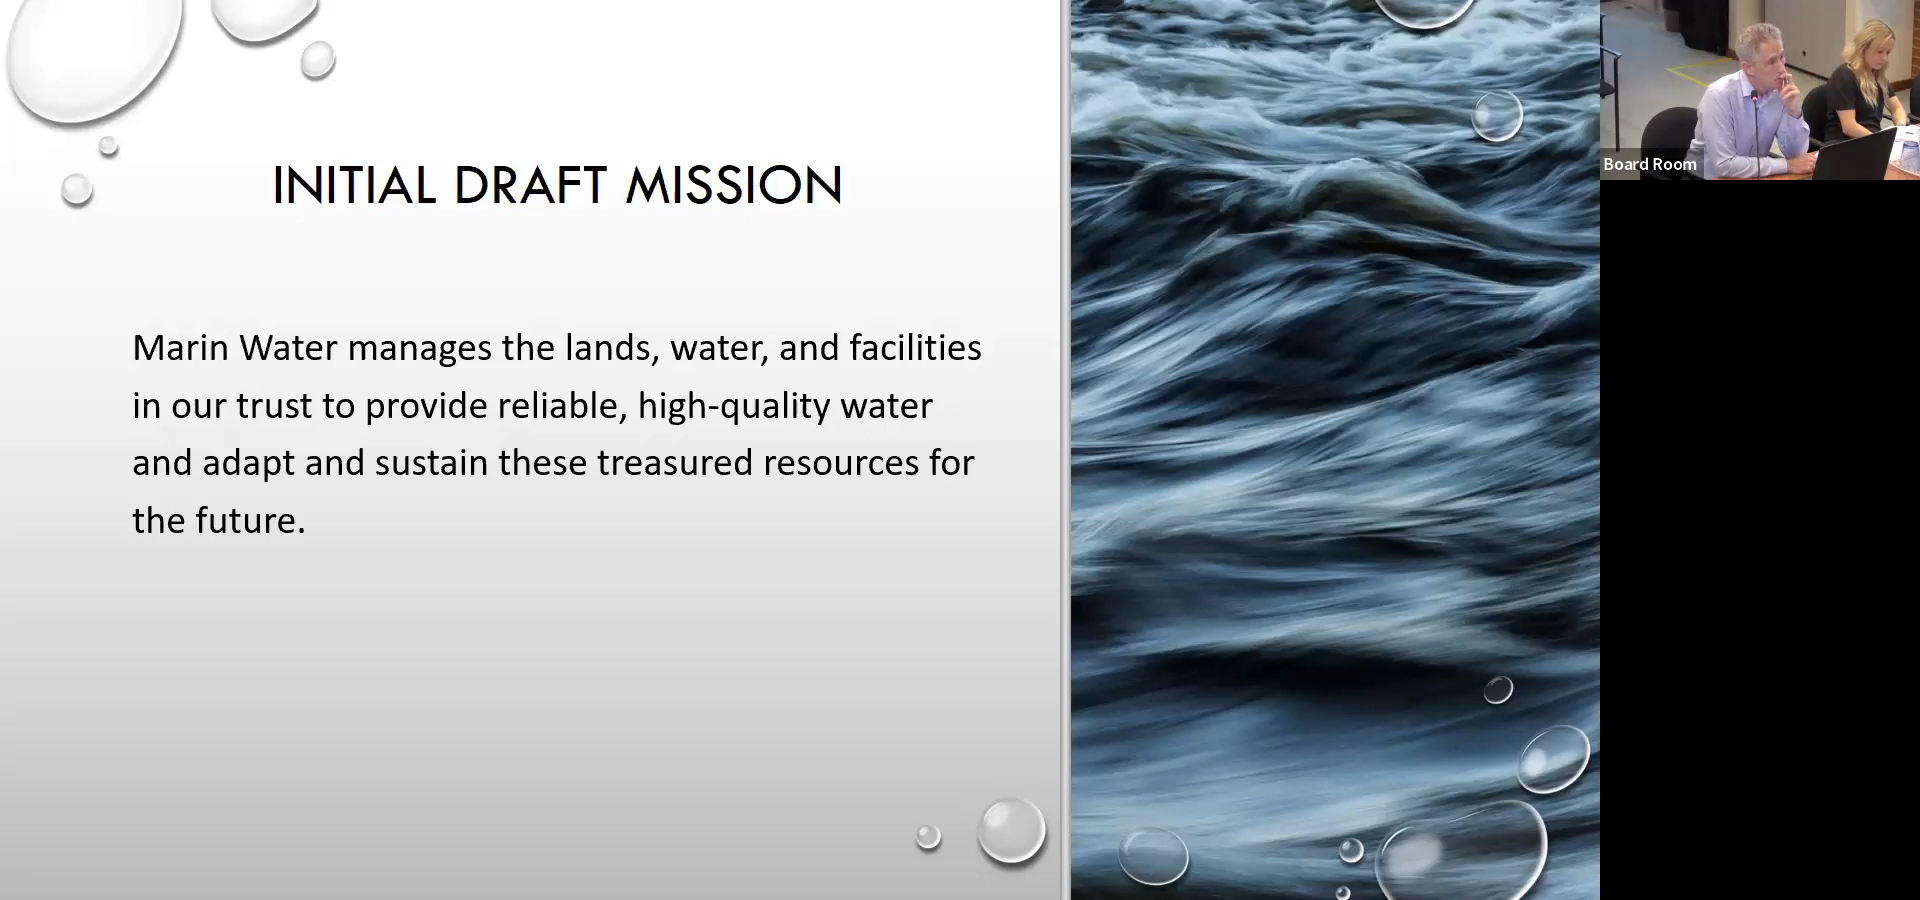 INITIAL DRAFT MISSION
Marin Water manages the lands, water, and facilities
in our trust to provide reliable, high-quality water
and adapt and sustain these treasured resources for
the future.
Board Room